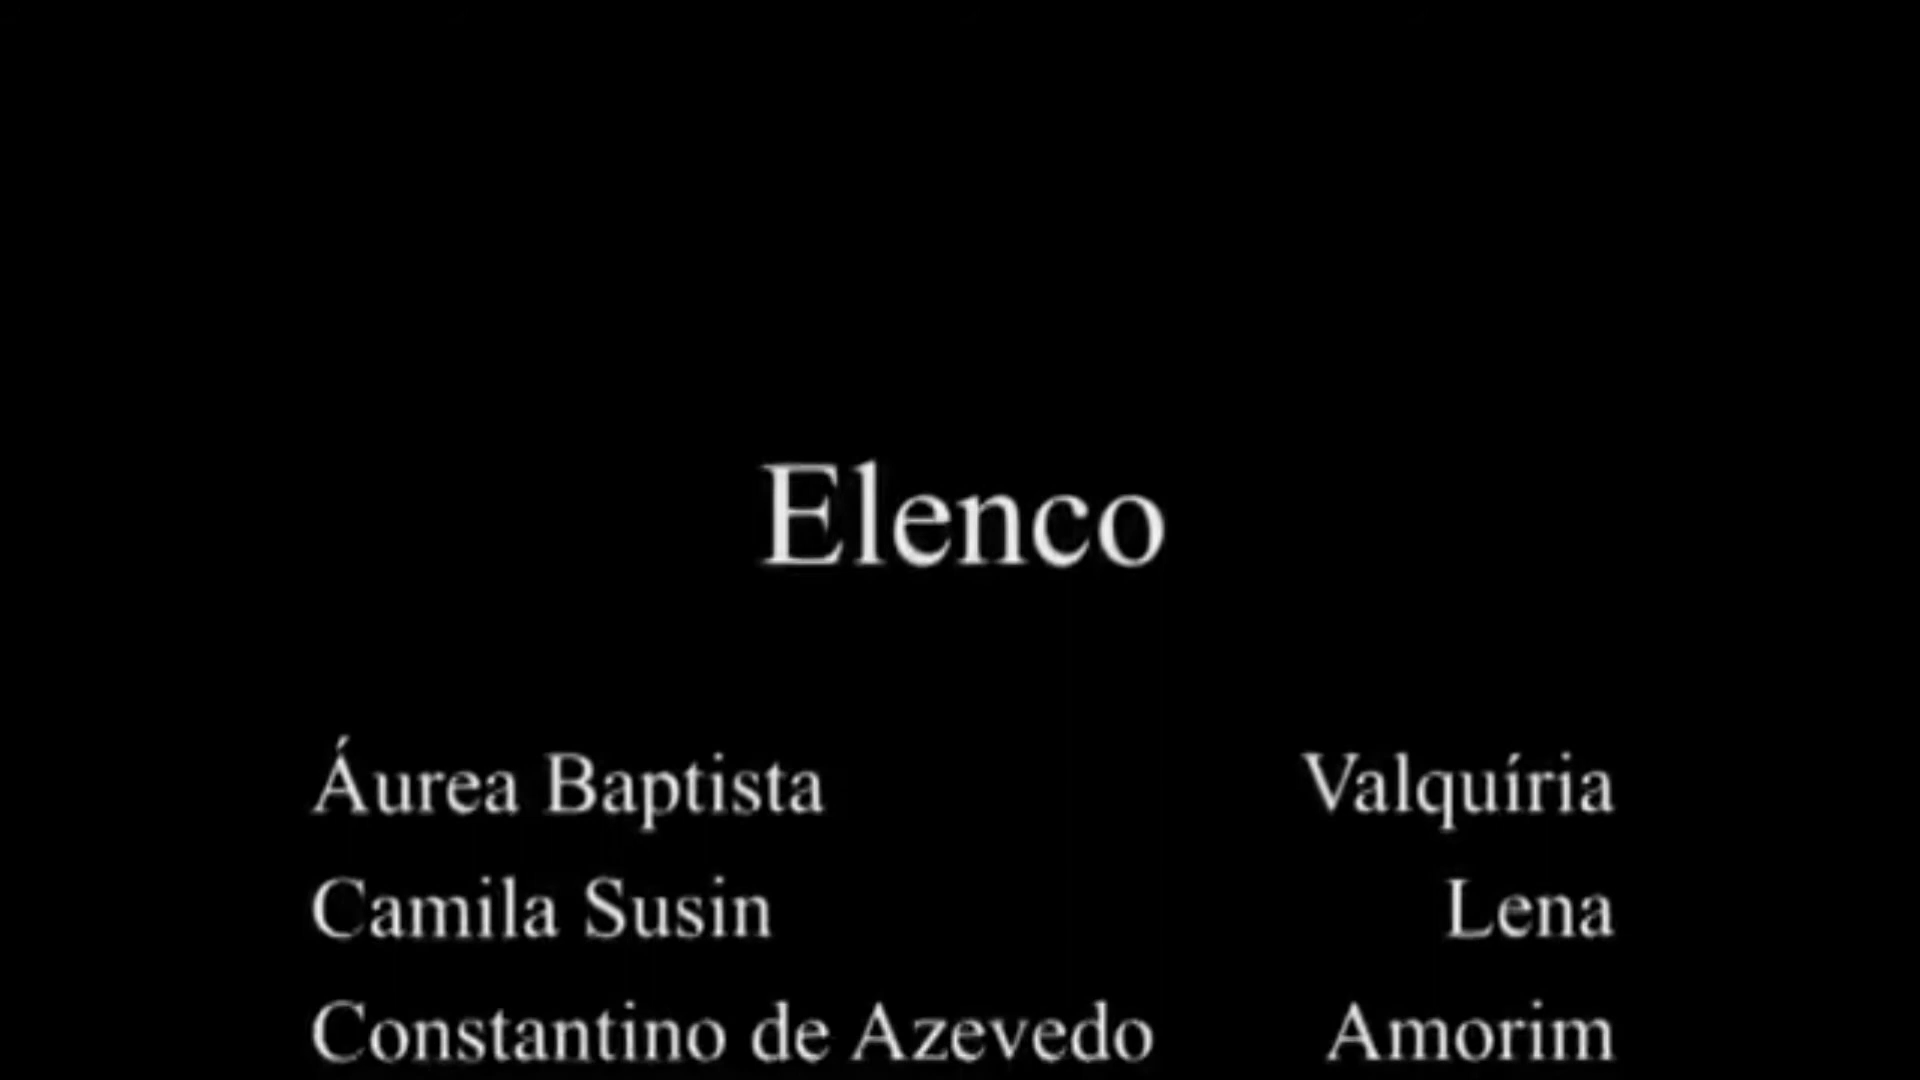 Elenco
Áurea Baptista Valquíria
Camila Susin Lena
Constantino de Azevedo Amorim